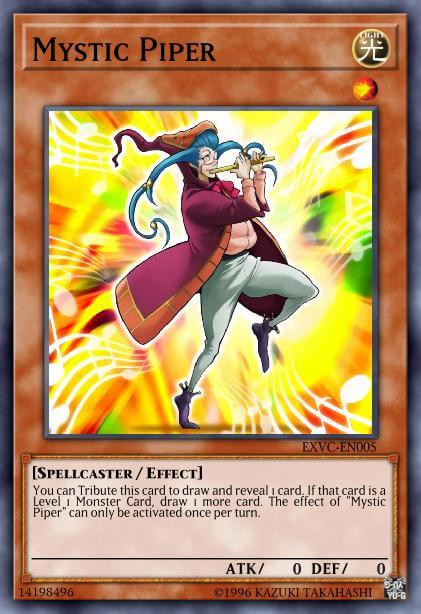 Mystic Piper
LIGHT
光
EXVC-EN005
[Spellcaster / Effect]
You can Tribute this card to draw and reveal 1 card. If that card is a
Level 1 Monster Card, draw 1 more card. The effect of "Mystic
Piper" can only be activated once per turn.
ATK/ 0 DEF/ 0
14198496
©1996 KAZUKI TAKAHASHI